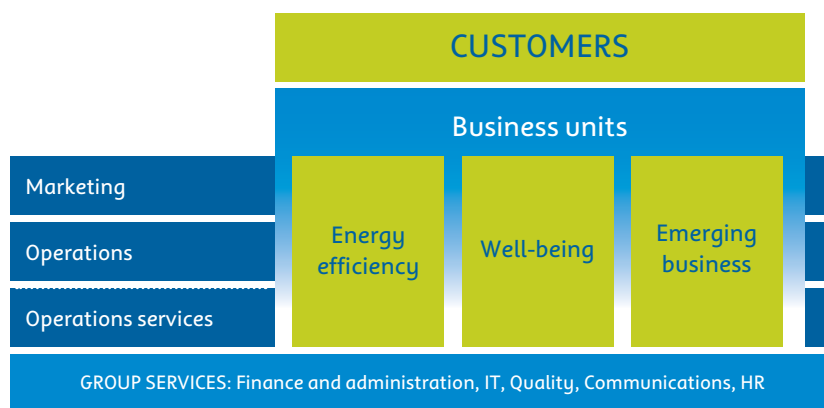 CUSTOMERS
Business units
Marketing
Operations
Operations services
Energy
efficiency
Well-being
Emerging
business
GROUP SERVICES: Finance and administration, IT, Quality, Communications, HR